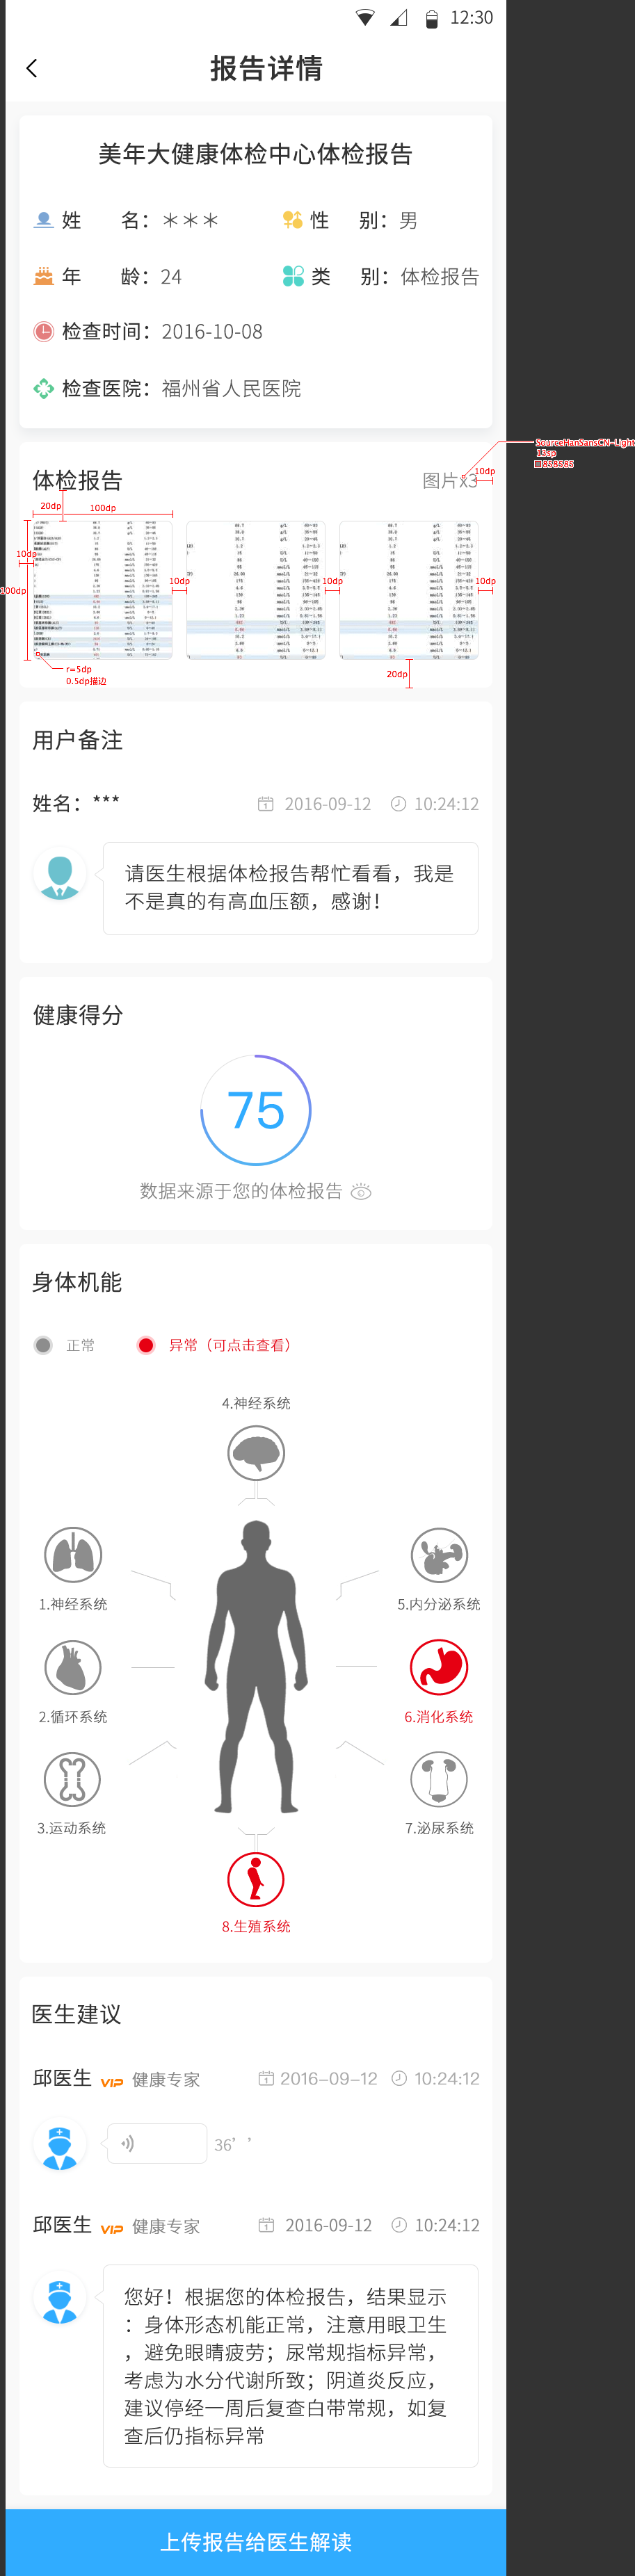 12:30
报告详情
美年大健康体检中心体检报告
姓 名：＊＊＊
性 别：男
年 龄：24
类 别：体检报告
检查时间：2016-10-08
检查医院：福州省人民医院
体检报告
图片x3
SourceHanSansCN-Light
13sp
858585
10dp
20dp
100dp
10dp
100dp
10dp
10dp
10dp
r=5dp
0.5dp描边
20dp
用户备注
姓名：***
2016-09-12
10:24:12
请医生根据体检报告帮忙看看，我是
不是真的有高血压额，感谢！
健康得分
75
数据来源于您的体检报告
身体机能
正常
异常（可点击查看）
4.神经系统
1.神经系统
5.内分泌系统
2.循环系统
6.消化系统
3.运动系统
7.泌尿系统
8.生殖系统
医生建议
邱医生 VIP 健康专家
2016-09-12
10:24:12
36’’
邱医生 VIP 健康专家
2016-09-12
10:24:12
您好！根据您的体检报告，结果显示
：身体形态机能正常，注意用眼卫生
，避免眼睛疲劳；尿常规指标异常，
考虑为水分代谢所致；阴道炎反应，
建议停经一周后复查白带常规，如复
查后仍指标异常
上传报告给医生解读